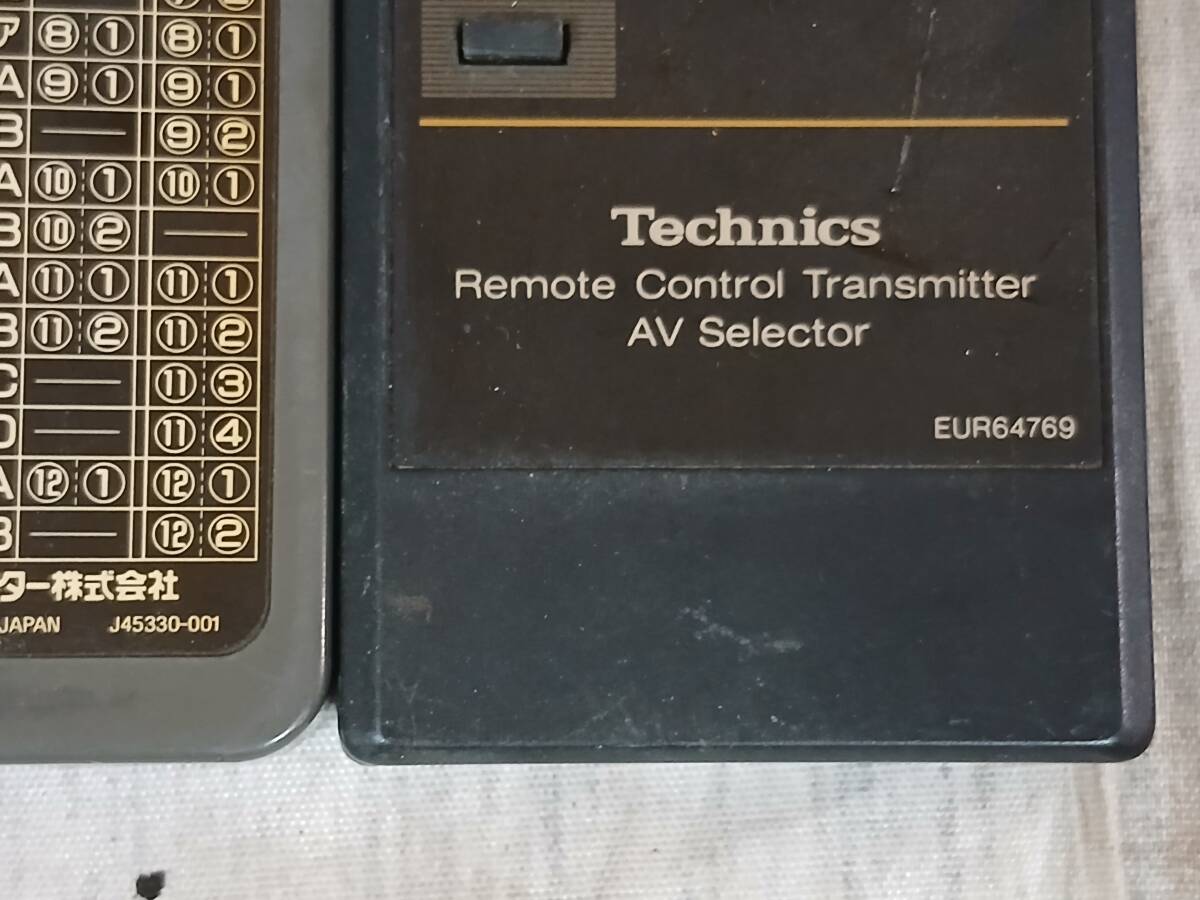 ア ⑧ ① ⑧ ①
A ⑨ ① ⑨ ①
B — ⑨ ②
A ⑩ ① ⑩ ①
B ⑩ ② —
A ⑪ ① ⑪ ①
B ⑪ ② ⑪ ②
C — ⑪ ③
D — ⑪ ④
A ⑫ ① ⑫ ①
B — ⑫ ②
ター株式会社
JAPAN J45330-001
Technics
Remote Control Transmitter
AV Selector
EUR64769